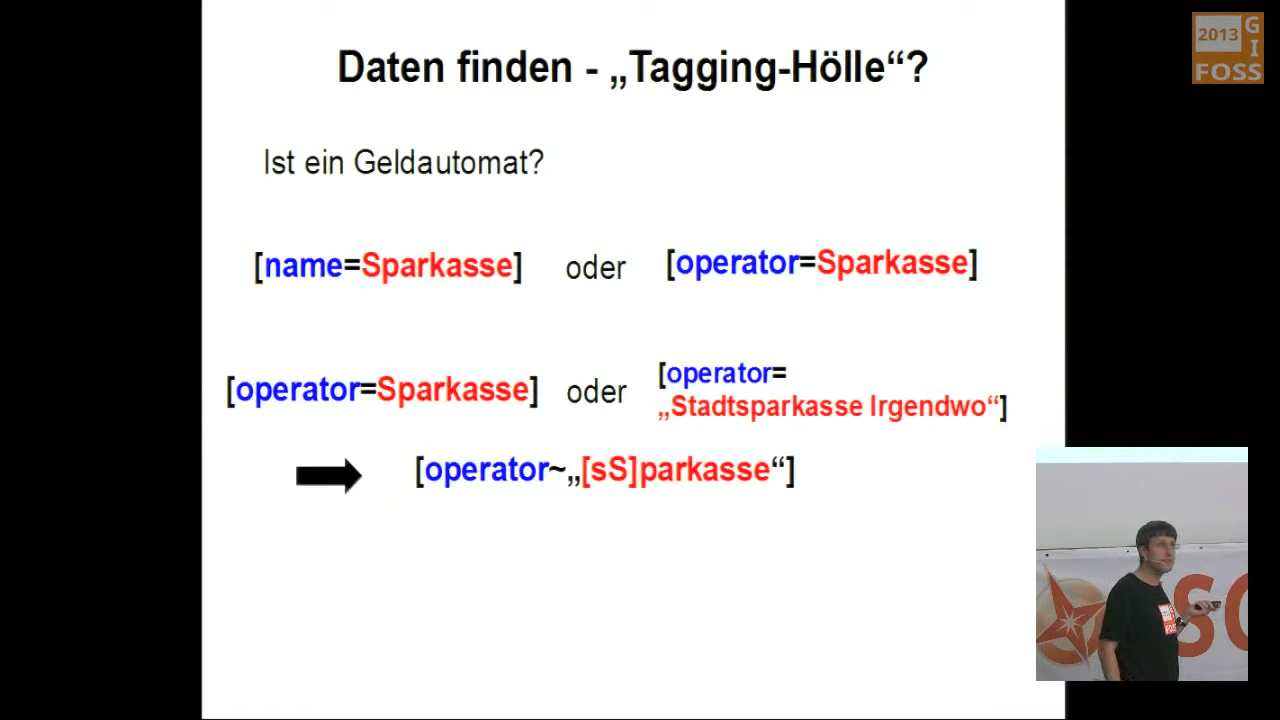 Daten finden - „Tagging-Hölle“?
2013
G
I
FOSS
Ist ein Geldautomat?
[name=Sparkasse] oder [operator=Sparkasse]
[operator=Sparkasse] oder [operator=
„Stadtsparkasse Irgendwo“]
[operator~„[sS]parkasse“]
FOSS